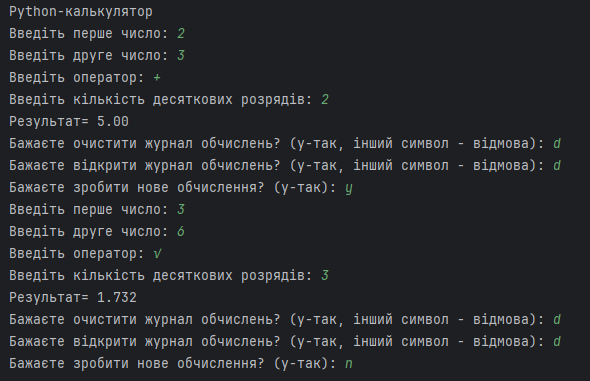 Python-калькулятор
Введіть перше число: 2
Введіть друге число: 3
Введіть оператор: +
Введіть кількість десяткових розрядів: 2
Результат= 5.00
Бажаєте очистити журнал обчислень? (y-так, інший символ - відмова): d
Бажаєте відкрити журнал обчислень? (y-так, інший символ - відмова): d
Бажаєте зробити нове обчислення? (y-так): y
Введіть перше число: 3
Введіть друге число: 6
Введіть оператор: √
Введіть кількість десяткових розрядів: 3
Результат= 1.732
Бажаєте очистити журнал обчислень? (y-так, інший символ - відмова): d
Бажаєте відкрити журнал обчислень? (y-так, інший символ - відмова): d
Бажаєте зробити нове обчислення? (y-так): n